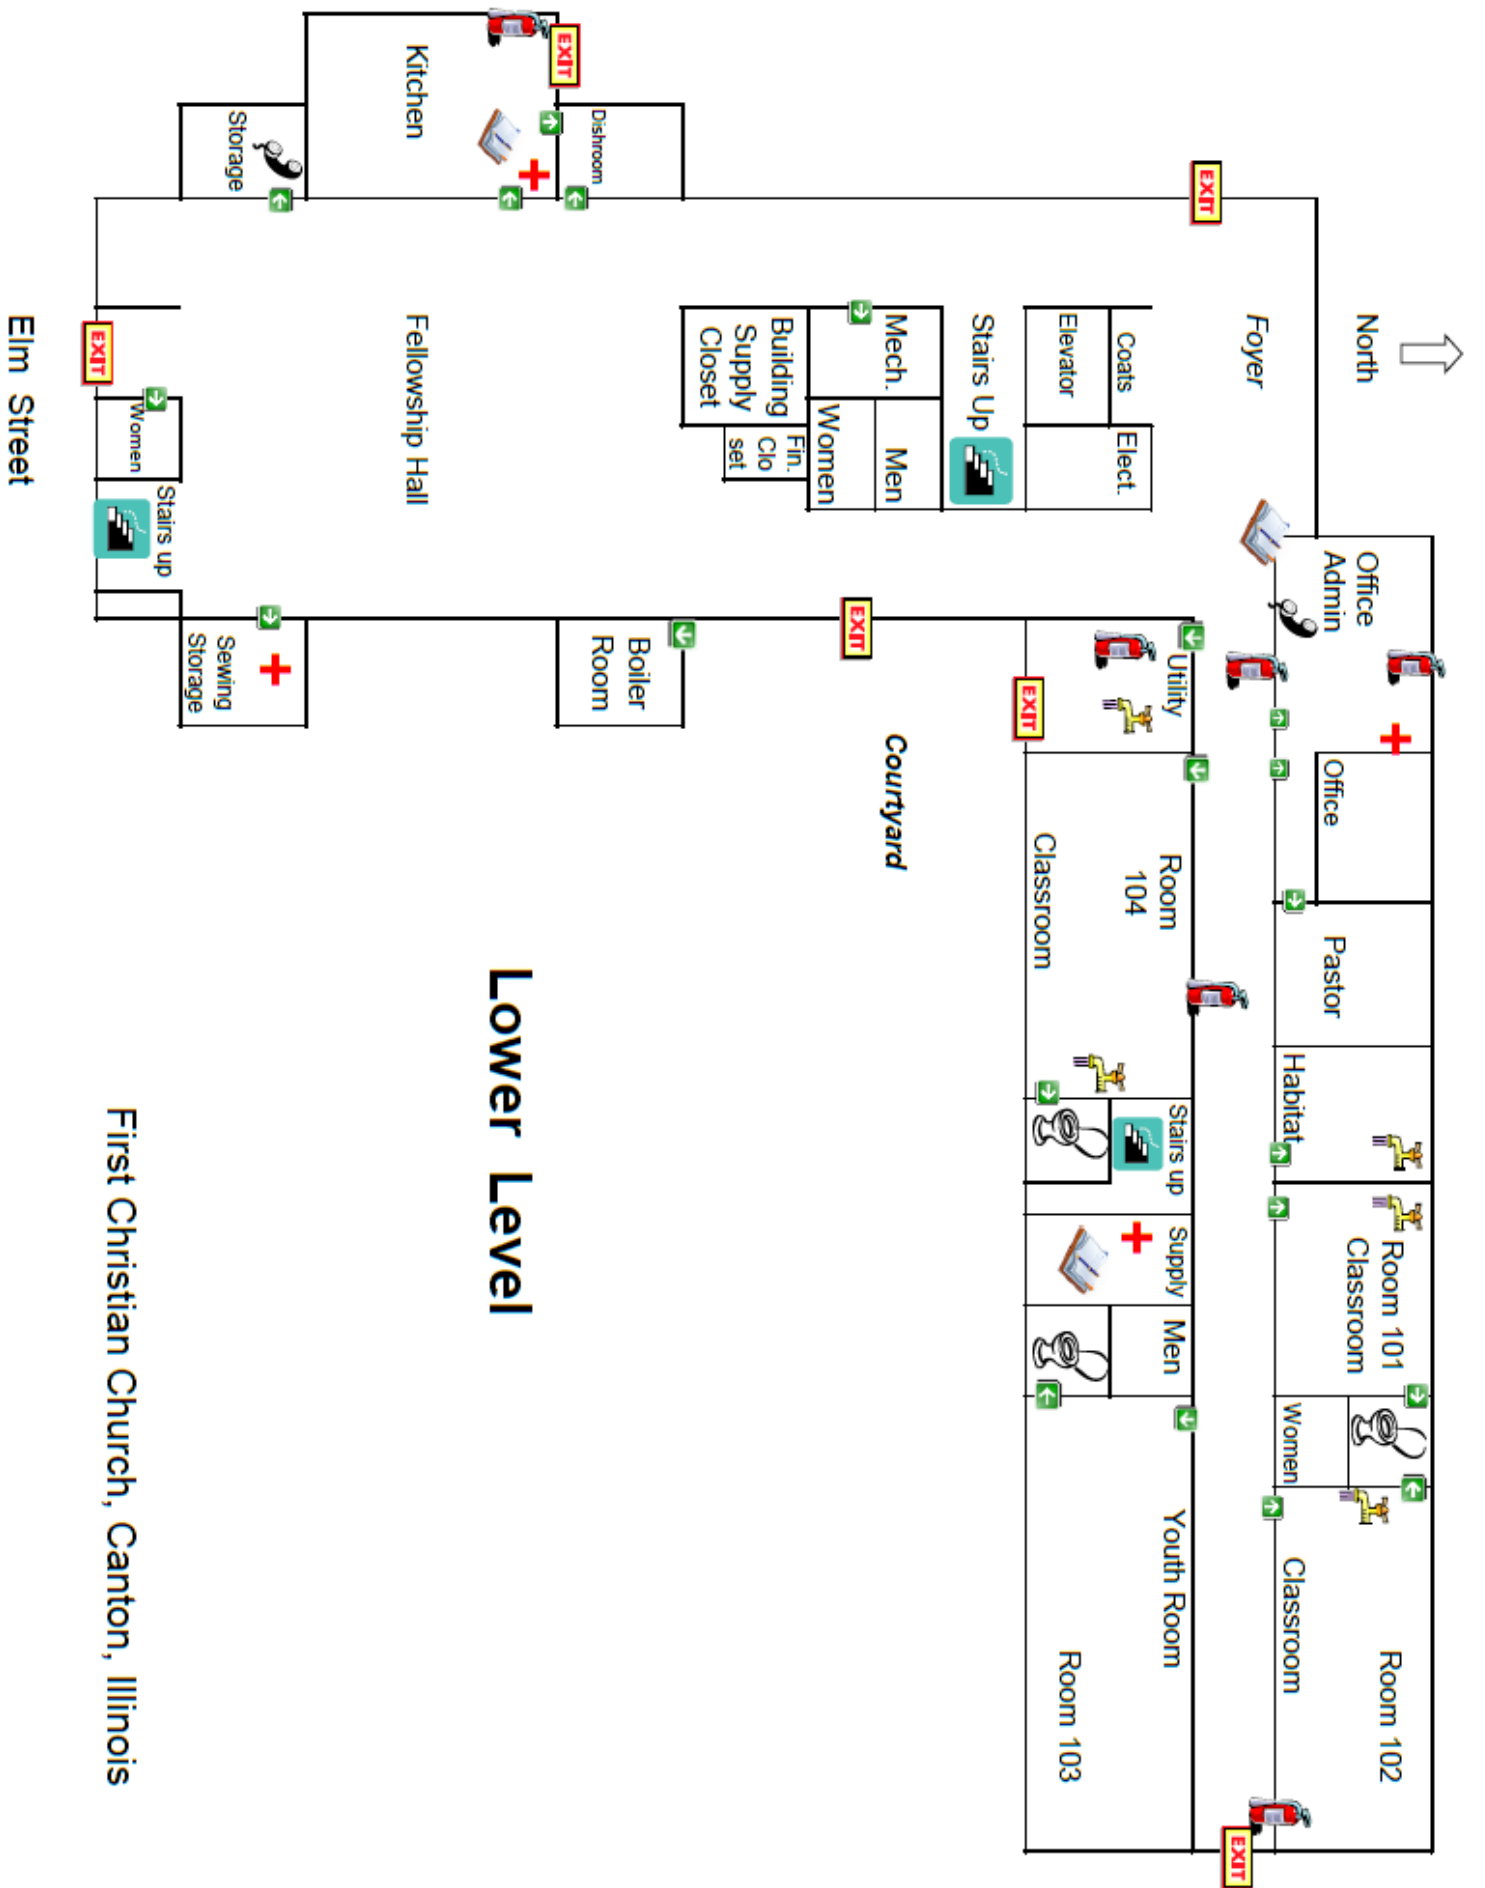 North
Foyer
Office
Admin
Office
Pastor
Habitat
Room 101
Classroom
Women
Classroom
Room 102
EXIT
EXIT
Coats
Elevator
Elect.
Stairs Up
Mech.
Men
Women
Building
Supply
Closet
Fin.
Clo
set
Utility
EXIT
Room
104
Classroom
Stairs up
Supply
Men
Youth Room
Room 103
EXIT
Courtyard
Dishroom
EXIT
Kitchen
Storage
Fellowship Hall
Boiler
Room
Sewing
Storage
Lower Level
Women
Stairs up
EXIT
Elm Street
First Christian Church, Canton, Illinois